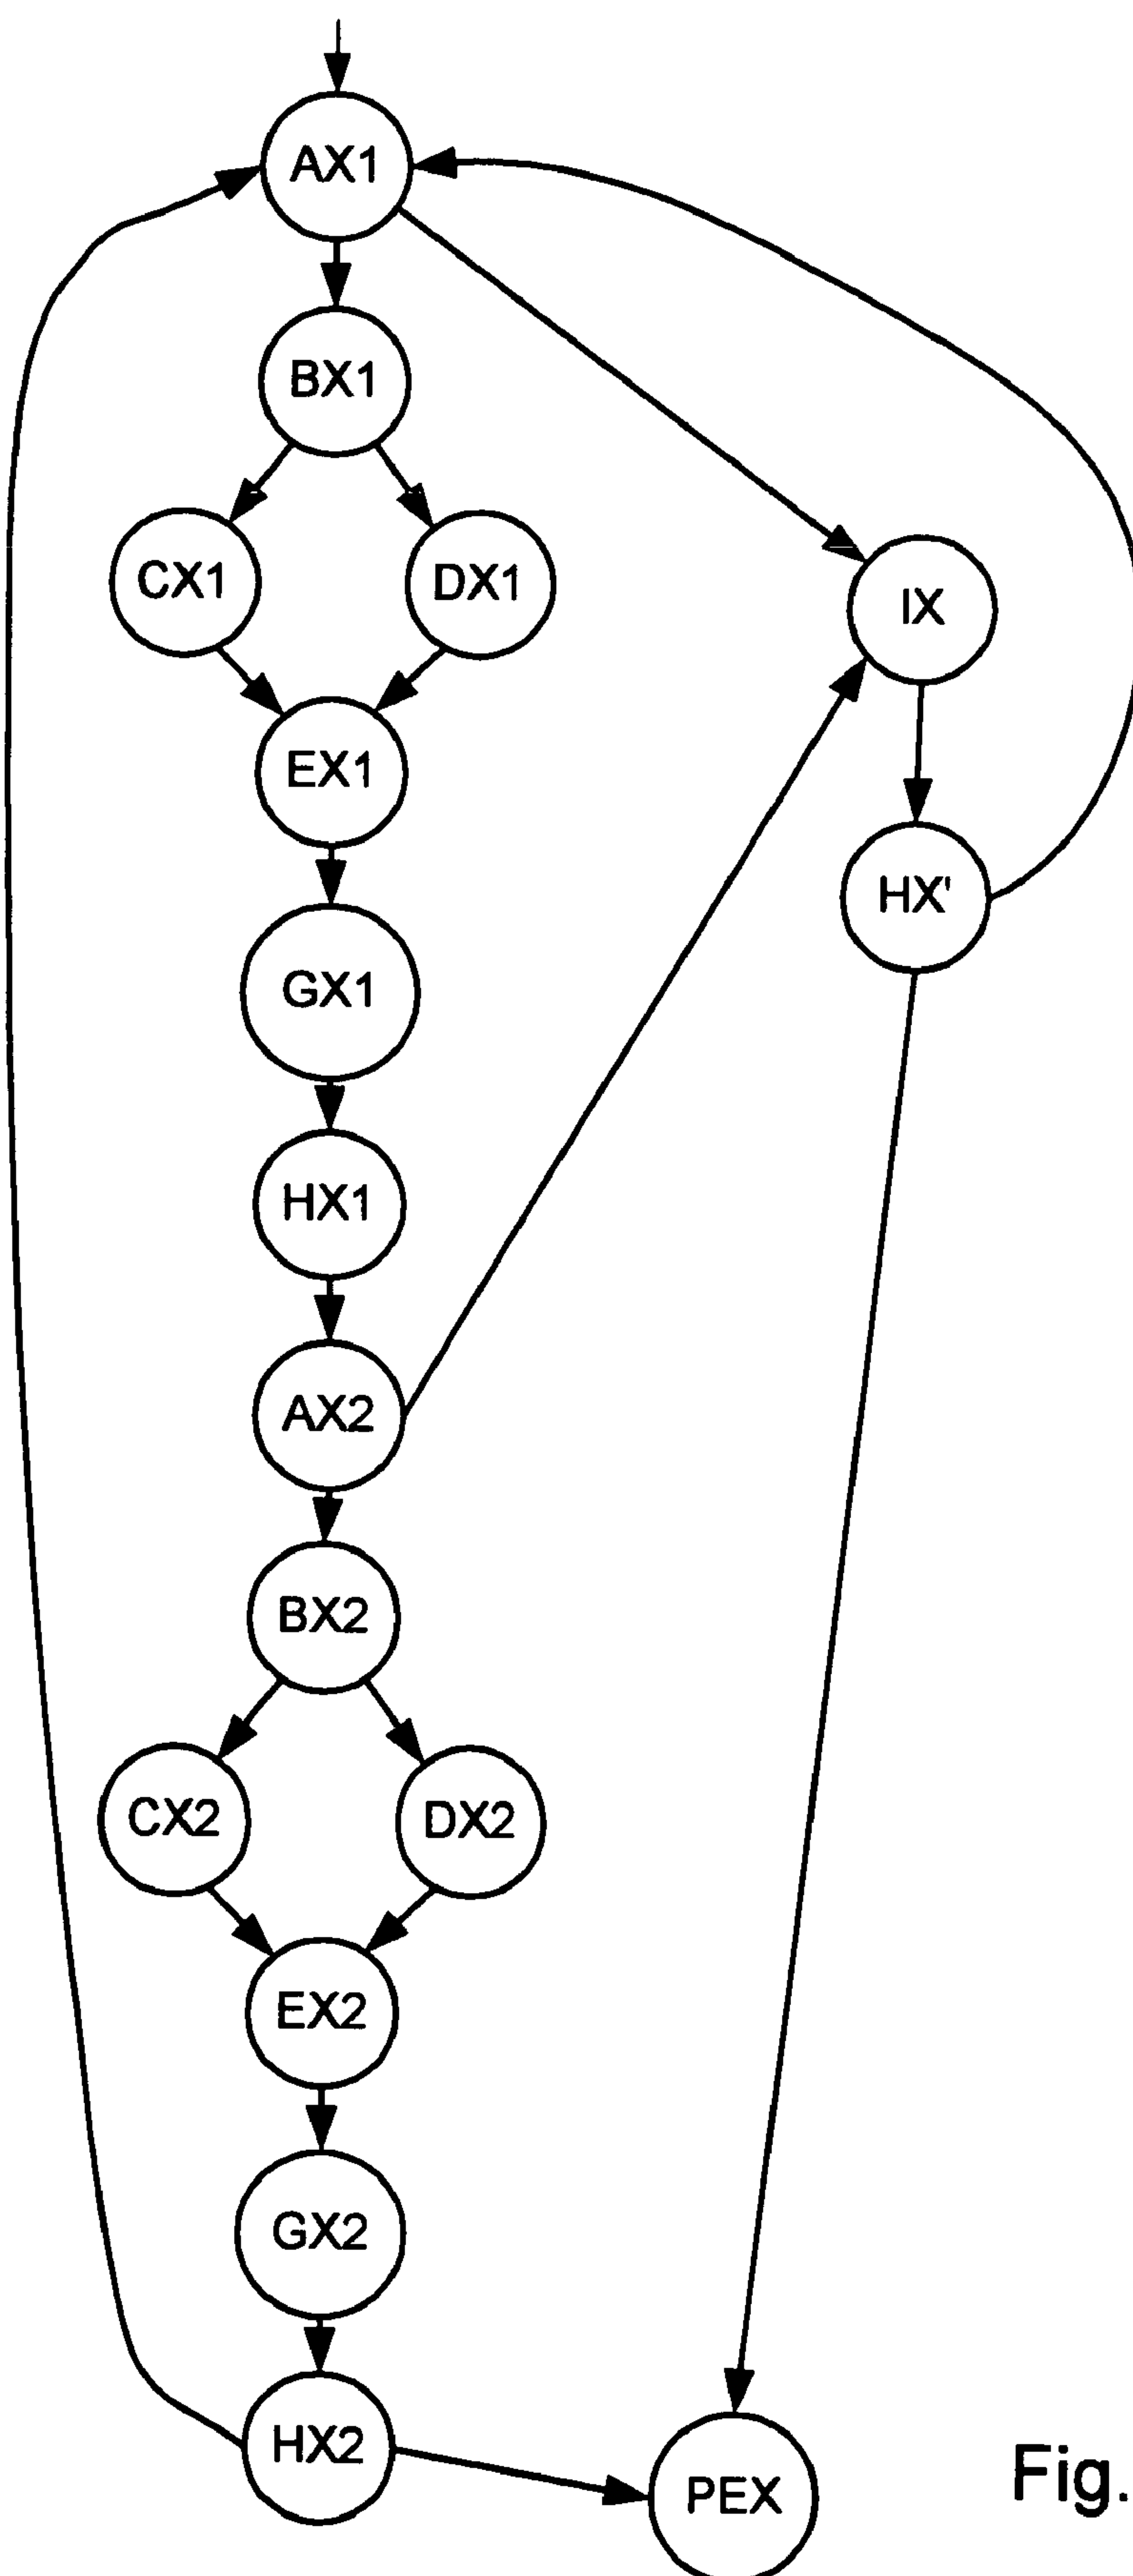 AX1
BX1
CX1 DX1
IX
EX1
HX'
GX1
HX1
AX2
BX2
CX2 DX2
EX2
GX2
HX2
PEX
Fig.